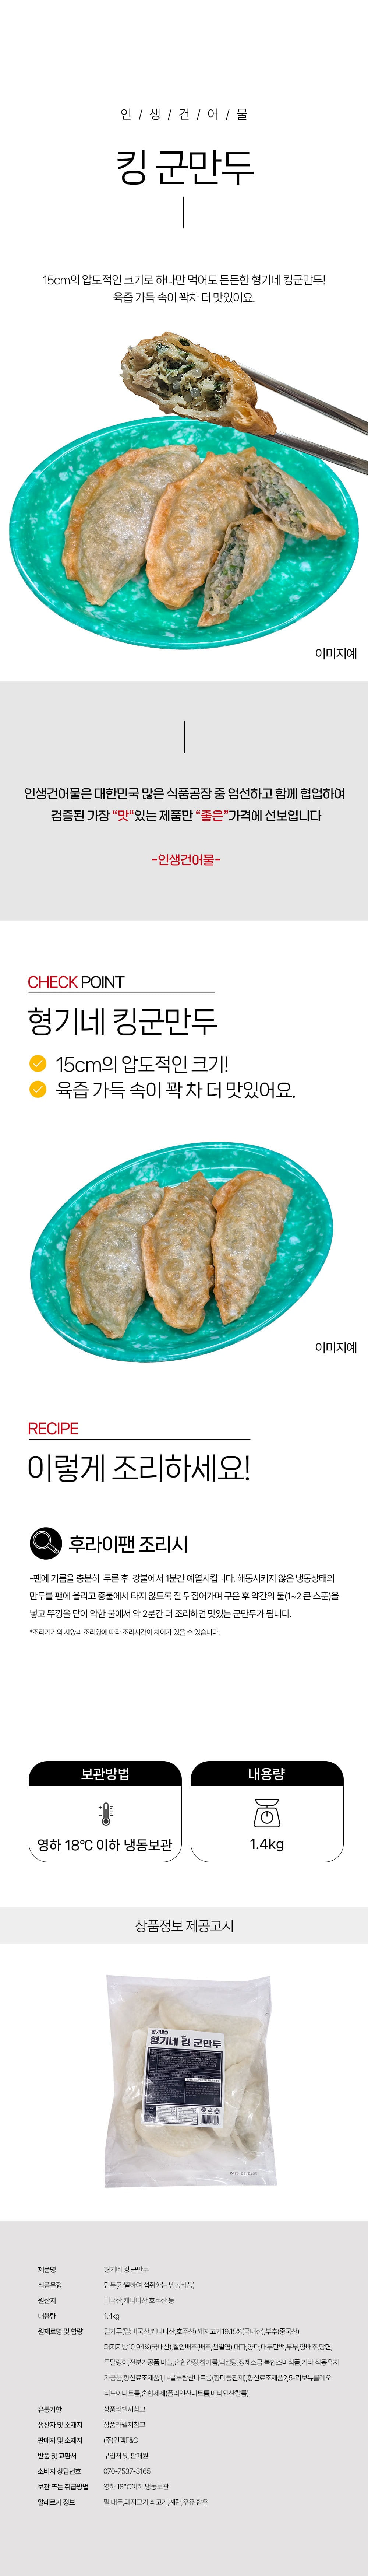 인 / 생 / 건 / 어 / 물
킹 군만두
15cm의 압도적인 크기로 하나만 먹어도 든든한 형기네 킹군만두!
육즙 가득 속이 꽉차 더 맛있어요.
이미지예
인생건어물은 대한민국 많은 식품공장 중 엄선하고 함께 협업하여
검증된 가장 “맛“있는 제품만 “좋은”가격에 선보입니다
-인생건어물-
CHECK POINT
형기네 킹군만두
15cm의 압도적인 크기!
육즙 가득 속이 꽉 차 더 맛있어요.
이미지예
RECIPE
이렇게 조리하세요!
후라이팬 조리시
-팬에 기름을 충분히 두른 후 강불에서 1분간 예열시킵니다. 해동시키지 않은 냉동상태의
만두를 팬에 올리고 중불에서 타지 않도록 잘 뒤집어가며 구운 후 약간의 물(1~2 큰 스푼)을
넣고 뚜껑을 닫아 약한 불에서 약 2분간 더 조리하면 맛있는 군만두가 됩니다.
*조리기기의 사양과 조리양에 따라 조리시간이 차이가 있을 수 있습니다.
보관방법
영하 18℃ 이하 냉동보관
내용량
1.4kg
상품정보 제공고시
형기네
형기네 킹 군만두
제품명 형기네 킹 군만두
식품유형 만두(가열하여 섭취하는 냉동식품)
원산지 미국산,캐나다산,호주산 등
내용량 1.4kg
원재료명 및 함량 밀가루(밀:미국산,캐나다산,호주산),돼지고기19.15%(국내산),부추(중국산),
돼지지방10.94%(국내산),절임배추(배추,천일염),대파,양파,대두단백,두부,양배추,당면,
무말랭이,전분가공품,마늘,혼합간장,참기름,백설탕,정제소금,복합조미식품,기타 식용유지
가공품,향신료조제품1,L-글루탐산나트륨(향미증진제),향신료조제품2,5-리보뉴클레오
티드이나트륨,혼합제제(폴리인산나트륨,메타인산칼륨)
유통기한 상품라벨지참고
생산자 및 소재지 상품라벨지참고
판매자 및 소재지 (주)인맥F&C
반품 및 교환처 구입처 및 판매원
소비자 상담번호 070-7537-3165
보관 또는 취급방법 영하 18℃이하 냉동보관
알레르기 정보 밀,대두,돼지고기,쇠고기,계란,우유 함유